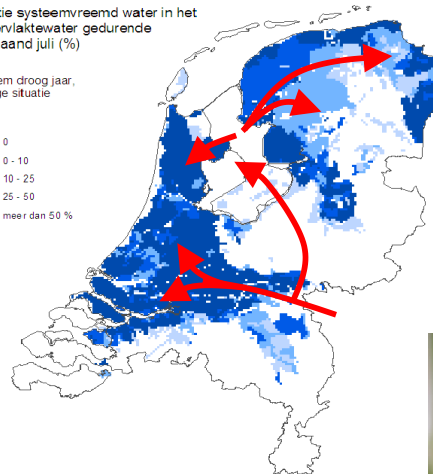 tie systeemvreemd water in het
rvlaktewater gedurende
aand juli (%)
em droog jaar,
ge situatie
0
0 - 10
10 - 25
25 - 50
meer dan 50 %